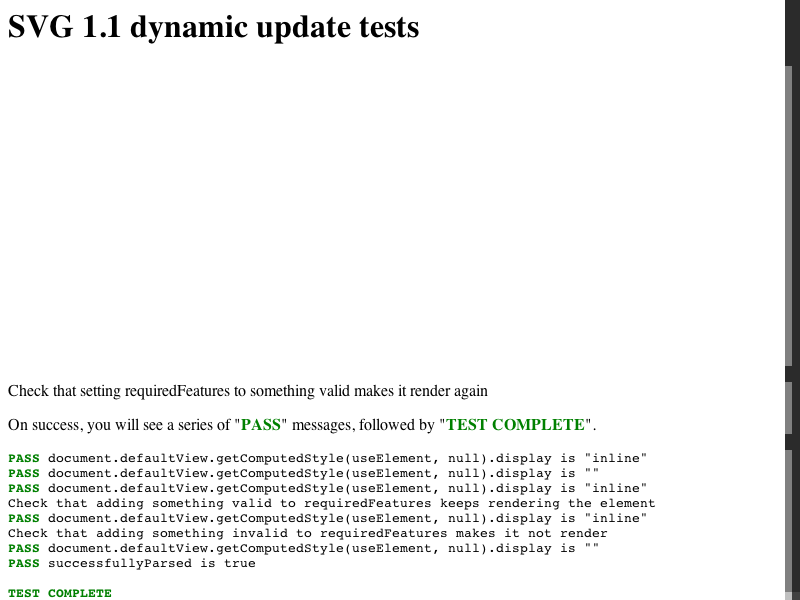 SVG 1.1 dynamic update tests
Check that setting requiredFeatures to something valid makes it render again
On success, you will see a series of "PASS" messages, followed by "TEST COMPLETE".
PASS document.defaultView.getComputedStyle(useElement, null).display is "inline"
PASS document.defaultView.getComputedStyle(useElement, null).display is ""
PASS document.defaultView.getComputedStyle(useElement, null).display is "inline"
Check that adding something valid to requiredFeatures keeps rendering the element
PASS document.defaultView.getComputedStyle(useElement, null).display is "inline"
Check that adding something invalid to requiredFeatures makes it not render
PASS document.defaultView.getComputedStyle(useElement, null).display is ""
PASS successfullyParsed is true
TEST COMPLETE